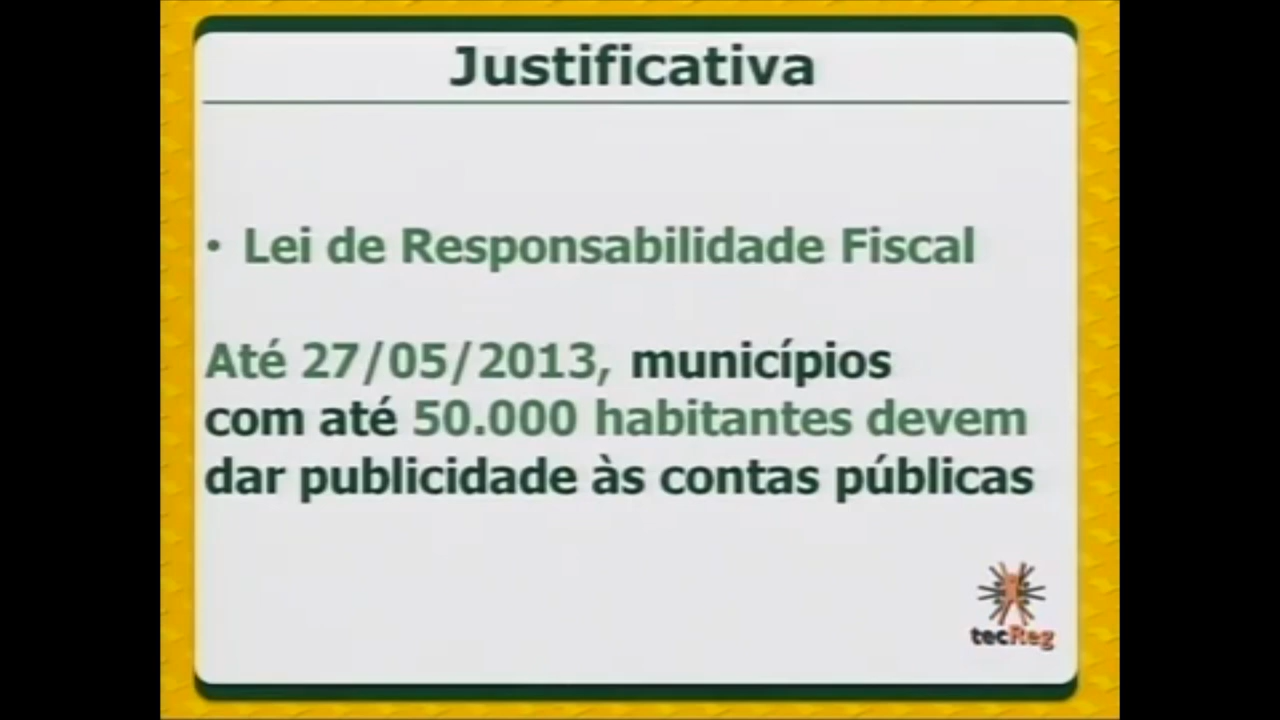 Justificativa
• Lei de Responsabilidade Fiscal
Até 27/05/2013, municípios
com até 50.000 habitantes devem
dar publicidade às contas públicas
tecReg